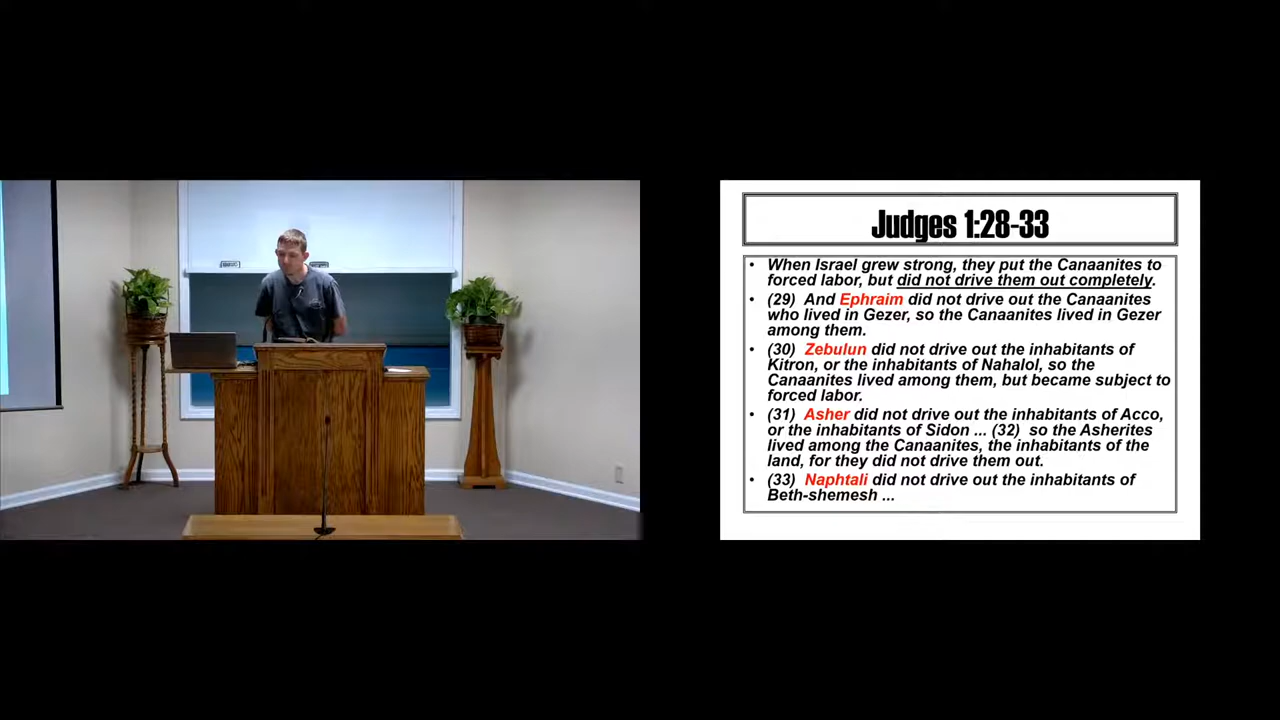 Judges 1:28-33
• When Israel grew strong, they put the Canaanites to
forced labor, but did not drive them out completely.
• (29) And Ephraim did not drive out the Canaanites
who lived in Gezer, so the Canaanites lived in Gezer
among them.
• (30) Zebulun did not drive out the inhabitants of
Kitron, or the inhabitants of Nahalol, so the
Canaanites lived among them, but became subject to
forced labor.
• (31) Asher did not drive out the inhabitants of Acco,
or the inhabitants of Sidon ... (32) so the Asherites
lived among the Canaanites, the inhabitants of the
land, for they did not drive them out.
• (33) Naphtali did not drive out the inhabitants of
Beth-shemesh ...